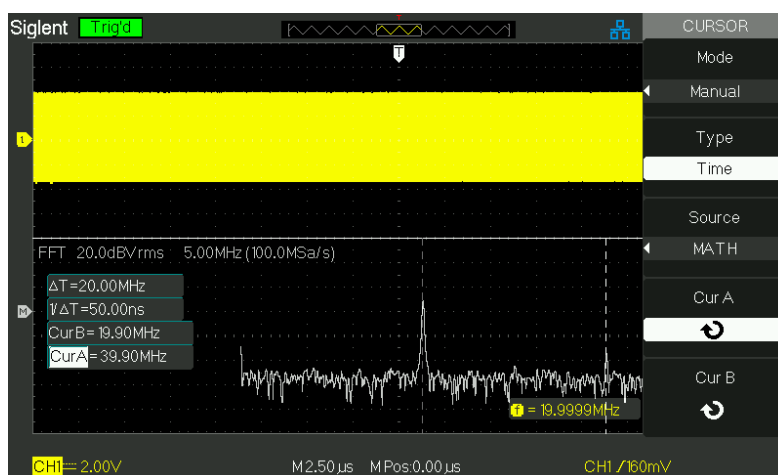 Siglent Trig'd
T
T
1
FFT 20.0dBVrms 5.00MHz (100.0MSa/s)
ΔT=20.00MHz
1/ΔT=50.00ns
CurB= 19.90MHz
CurA= 39.90MHz
M
f = 19.9999MHz
CH1 2.00V M 2.50µs M Pos:0.00µs CH1 / 160mV
CURSOR
Mode
Manual
Type
Time
Source
MATH
Cur A
Cur B